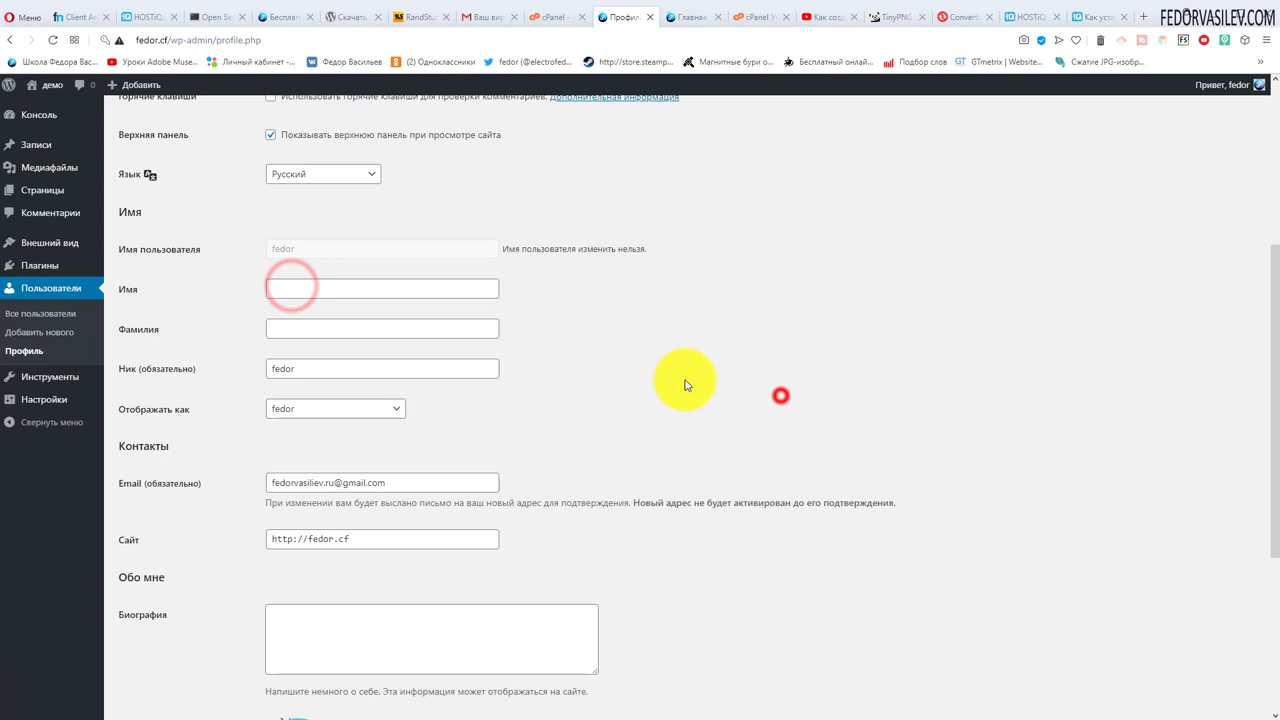 Меню
Client A
HOSTiQ
Open Se
Бесплат
Скачать
RandStu
Ваш вир
cPanel -
Профил
Главная
cPanel У
Как созд
TinyPNG
Converti
HOSTiQ
Как уст
FEDORVASILEV.COM
fedor.cf/wp-admin/profile.php
Школа Федора Вас...
Уроки Adobe Muse...
Личный кабинет -...
Федор Васильев
(2) Одноклассники
fedor (@electrofed...
http://store.steamp...
Магнитные бури о...
Бесплатный онлай...
Подбор слов
GTmetrix | Website...
Сжатие JPG-изобр...
демо
0
Добавить
Привет, fedor
Консоль
Записи
Медиафайлы
Страницы
Комментарии
Внешний вид
Плагины
Пользователи
Все пользователи
Добавить нового
Профиль
Инструменты
Настройки
Свернуть меню
Горячие клавиши
Использовать горячие клавиши для проверки комментариев. Дополнительная информация
Верхняя панель
Показывать верхнюю панель при просмотре сайта
Язык
Русский
Имя
Имя пользователя
fedor
Имя пользователя изменить нельзя.
Имя
Фамилия
Ник (обязательно)
fedor
Отображать как
fedor
Контакты
Email (обязательно)
fedorvasiliev.ru@gmail.com
При изменении вам будет выслано письмо на ваш новый адрес для подтверждения. Новый адрес не будет активирован до его подтверждения.
Сайт
http://fedor.cf
Обо мне
Биография
Напишите немного о себе. Эта информация может отображаться на сайте.